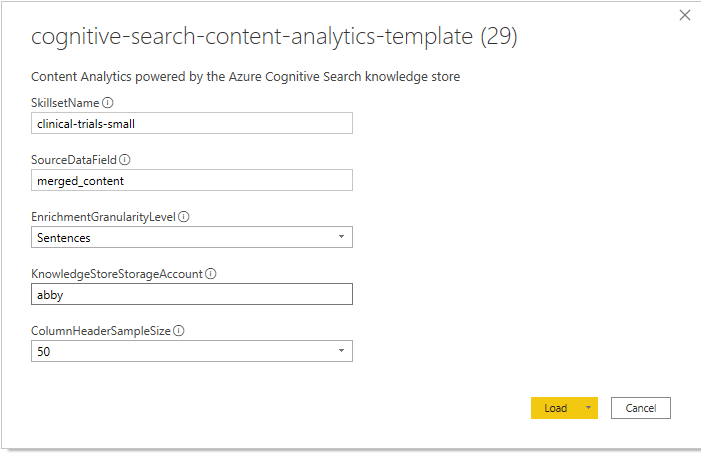 cognitive-search-content-analytics-template (29)
Content Analytics powered by the Azure Cognitive Search knowledge store
SkillsetName
clinical-trials-small
SourceDataField
merged_content
EnrichmentGranularityLevel
Sentences
KnowledgeStoreStorageAccount
abby
ColumnHeaderSampleSize
50
Load
Cancel